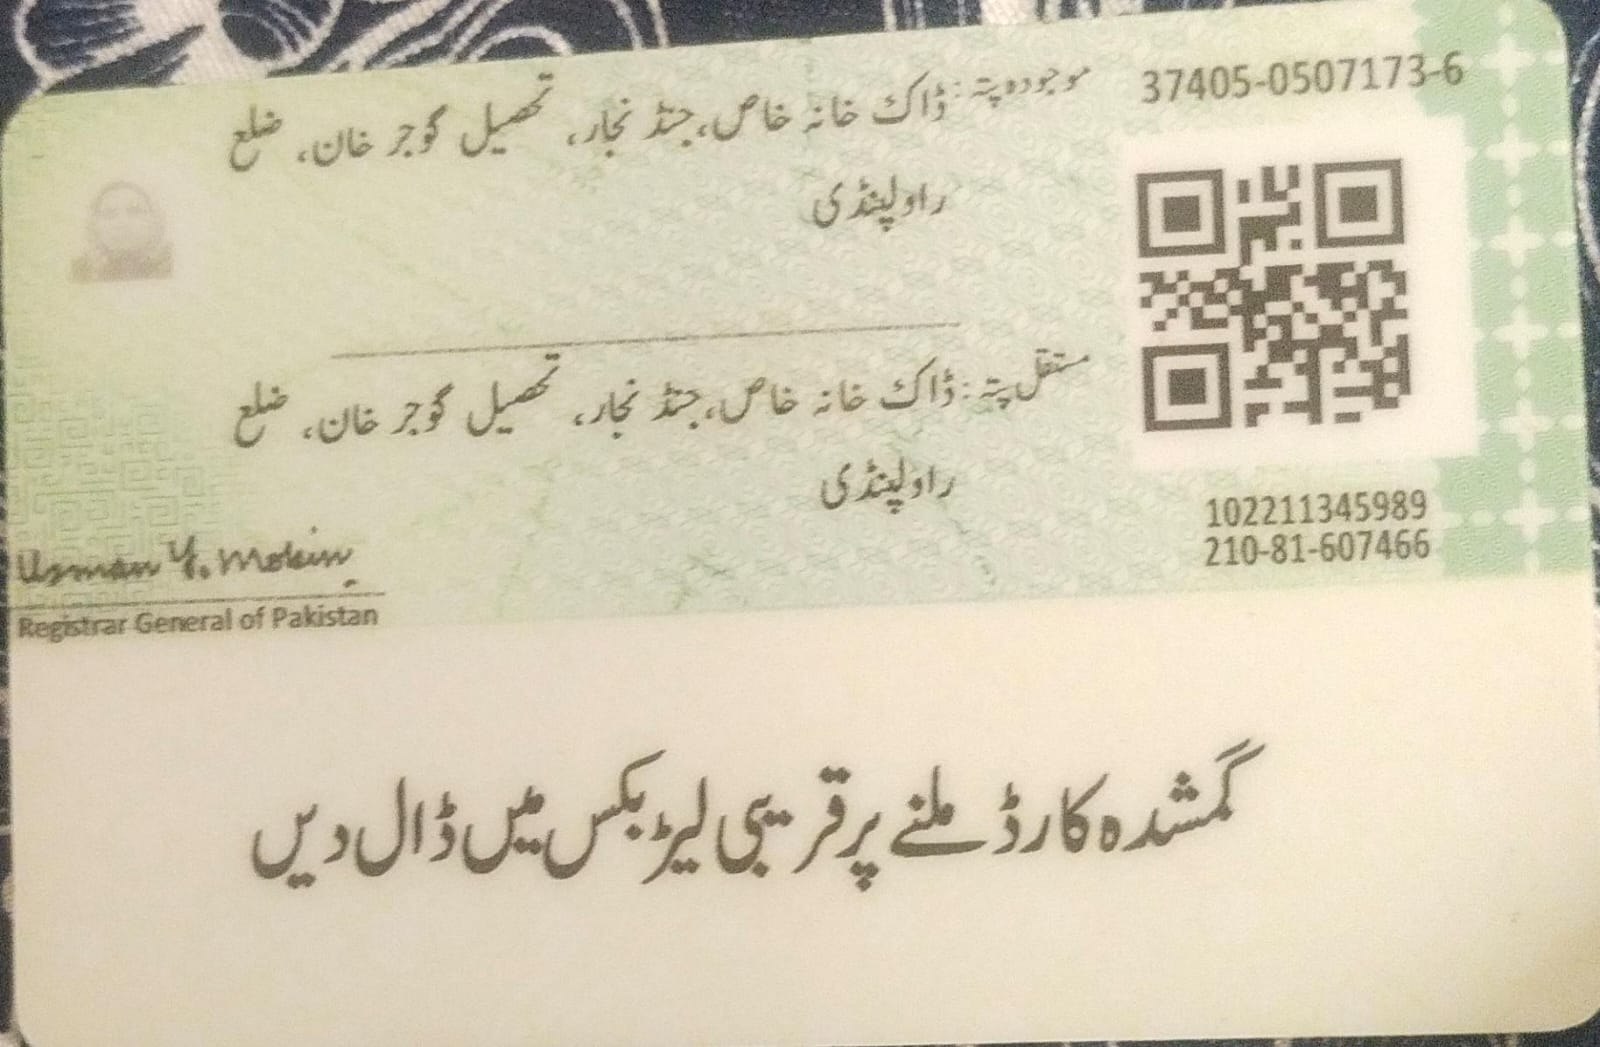 37405-0507173-6
موجودہ پتہ: ڈاک خانہ خاص، جنڈ نجار، تحصیل گوجر خان، ضلع
راولپنڈی
مستقل پتہ: ڈاک خانہ خاص، جنڈ نجار، تحصیل گوجر خان، ضلع
راولپنڈی
102211345989
210-81-607466
Usman Y. Mobin
Registrar General of Pakistan
گمشدہ کارڈ ملنے پر قریبی لیٹر بکس میں ڈال دیں